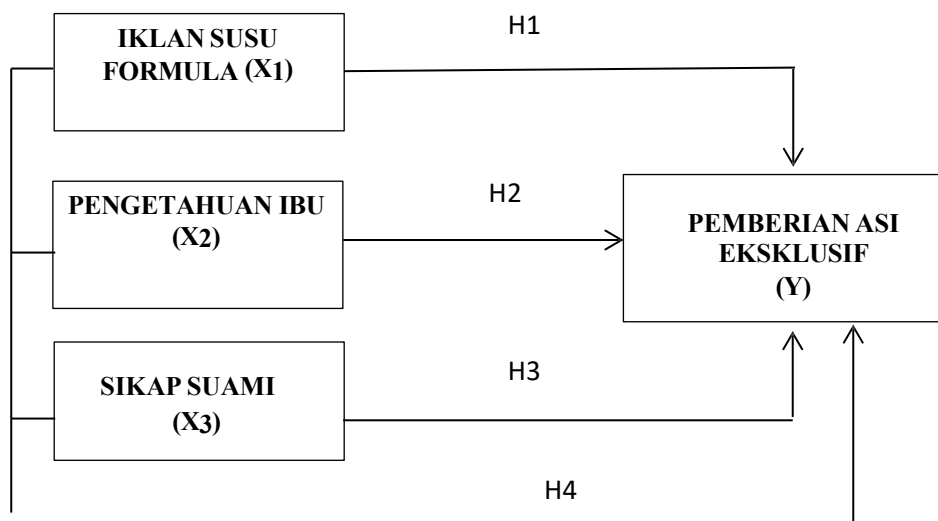 IKLAN SUSU
FORMULA (X1)
H1
PENGETAHUAN IBU
(X2)
H2
PEMBERIAN ASI
EKSKLUSIF
(Y)
SIKAP SUAMI
(X3)
H3
H4